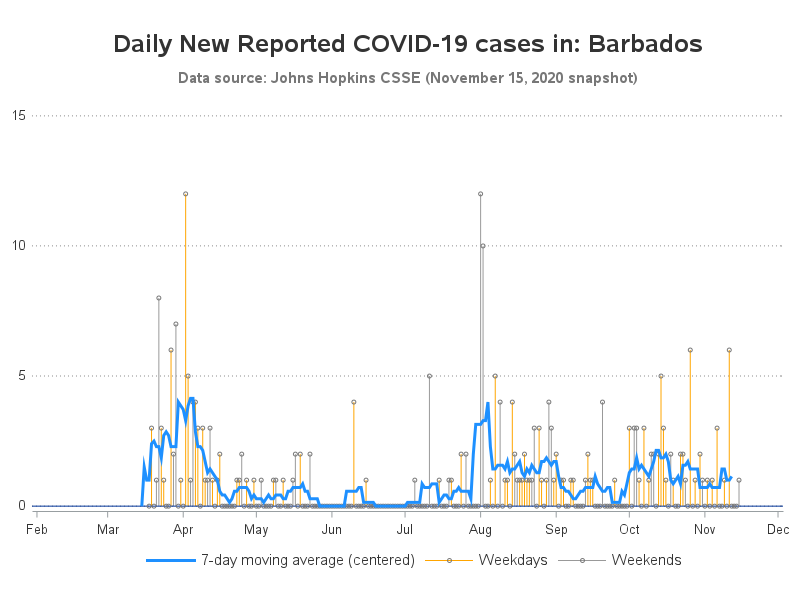 Daily New Reported COVID-19 cases in: Barbados
Data source: Johns Hopkins CSSE (November 15, 2020 snapshot)
15
10
5
0
Feb Mar Apr May Jun Jul Aug Sep Oct Nov Dec
7-day moving average (centered) Weekdays Weekends